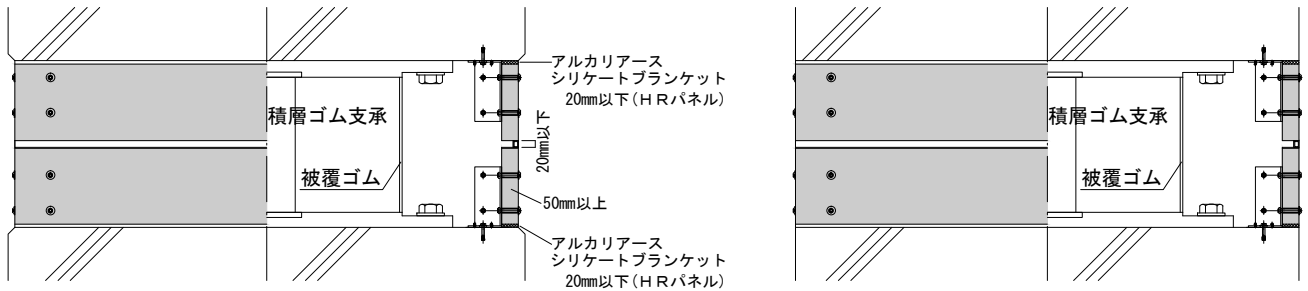 アルカリアース
シリケートブランケット
20mm以下(HRパネル)
積層ゴム支承
20mm以下
被覆ゴム
50mm以上
アルカリアース
シリケートブランケット
20mm以下(HRパネル)
積層ゴム支承
被覆ゴム